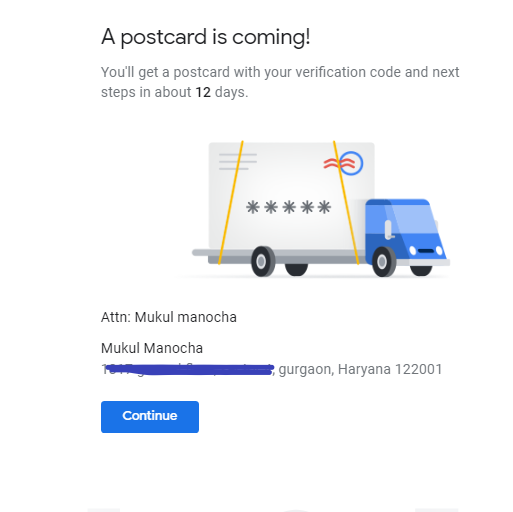 A postcard is coming!
You'll get a postcard with your verification code and next
steps in about 12 days.
*****
Attn: Mukul manocha
Mukul Manocha
, gurgaon, Haryana 122001
Continue